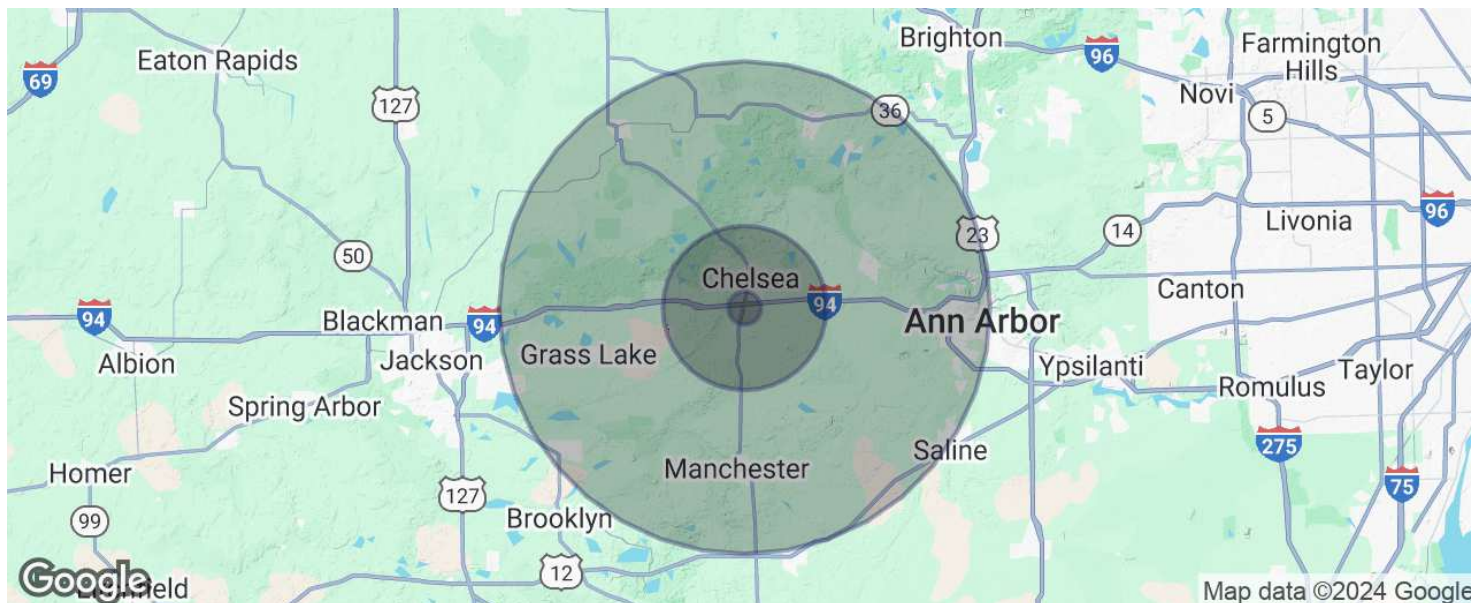 Brighton
96
Farmington
Hills
Eaton Rapids
69
Novi
127
36
5
Livonia
96
23
14
50
Chelsea
Canton
94
94
94
Blackman
Ann Arbor
Albion
Jackson
Grass Lake
Ypsilanti
Taylor
Romulus
Spring Arbor
275
Saline
Homer
Manchester
75
127
99
Brooklyn
12
Google
Map data ©2024 Google